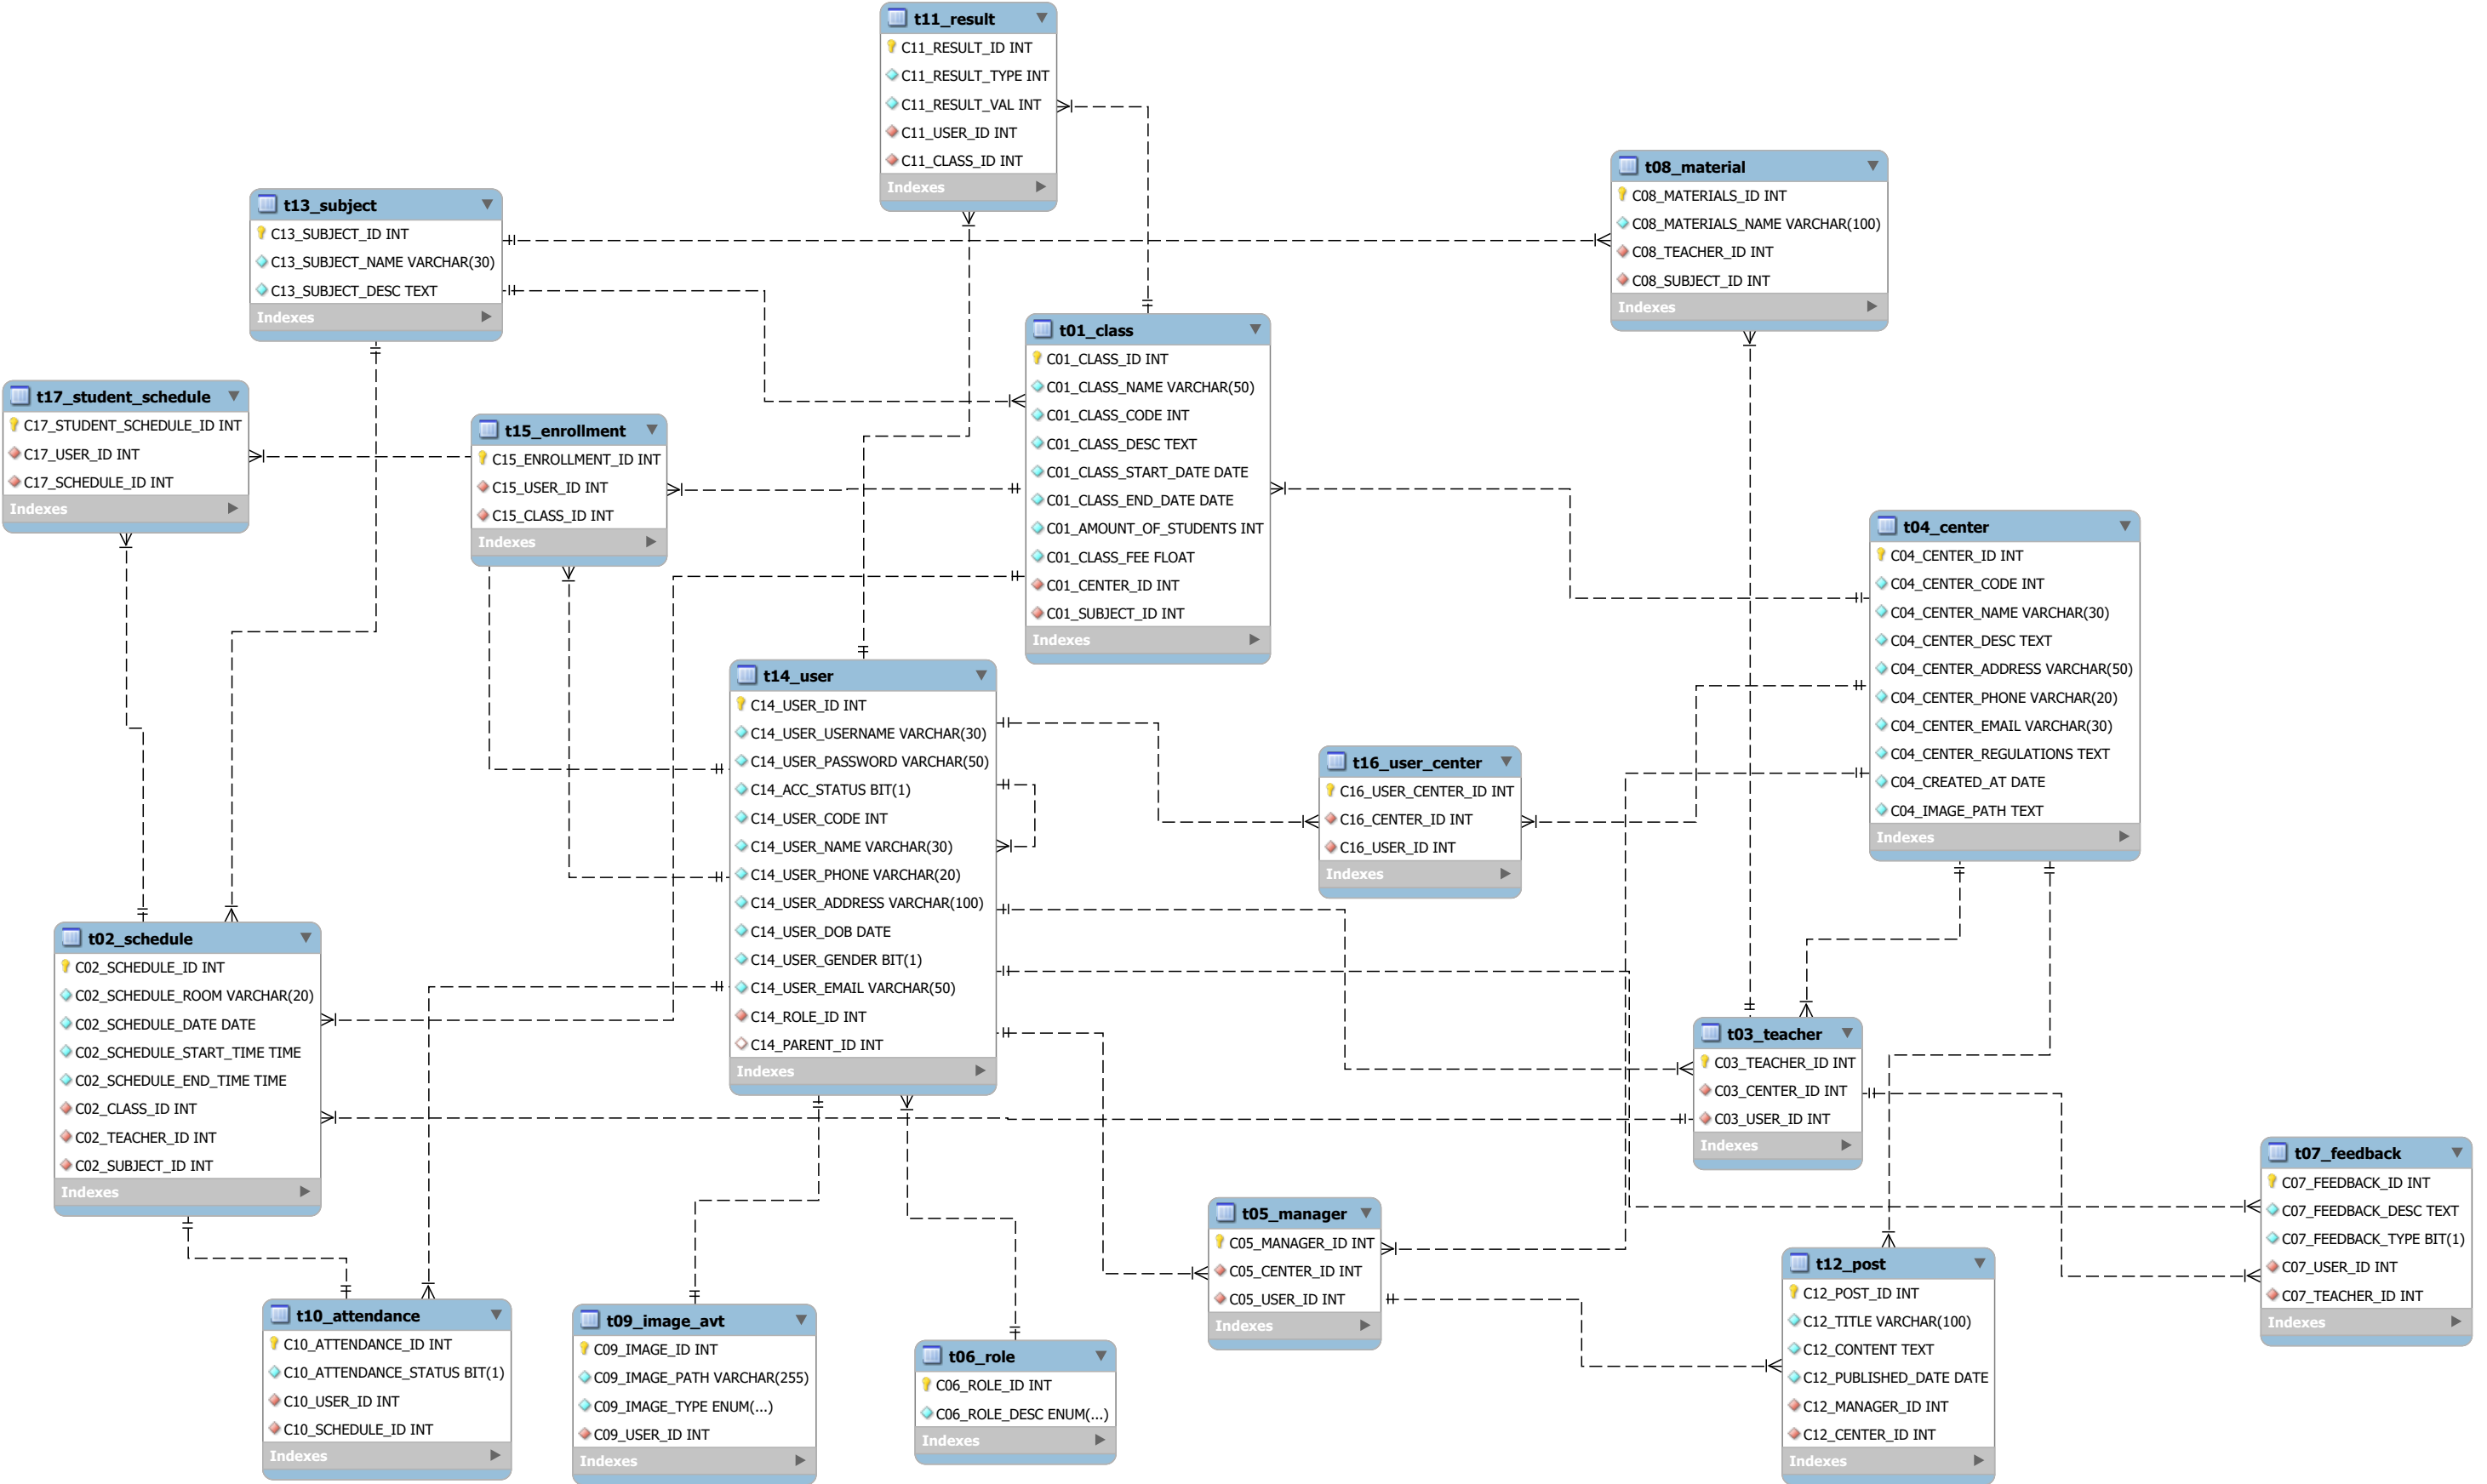 t11_result
C11_RESULT_ID INT
C11_RESULT_TYPE INT
C11_RESULT_VAL INT
C11_USER_ID INT
C11_CLASS_ID INT
Indexes
t08_material
C08_MATERIALS_ID INT
C08_MATERIALS_NAME VARCHAR(100)
C08_TEACHER_ID INT
C08_SUBJECT_ID INT
Indexes
t13_subject
C13_SUBJECT_ID INT
C13_SUBJECT_NAME VARCHAR(30)
C13_SUBJECT_DESC TEXT
Indexes
t01_class
C01_CLASS_ID INT
C01_CLASS_NAME VARCHAR(50)
C01_CLASS_CODE INT
C01_CLASS_DESC TEXT
C01_CLASS_START_DATE DATE
C01_CLASS_END_DATE DATE
C01_AMOUNT_OF_STUDENTS INT
C01_CLASS_FEE FLOAT
C01_CENTER_ID INT
C01_SUBJECT_ID INT
Indexes
t17_student_schedule
C17_STUDENT_SCHEDULE_ID INT
C17_USER_ID INT
C17_SCHEDULE_ID INT
Indexes
t15_enrollment
C15_ENROLLMENT_ID INT
C15_USER_ID INT
C15_CLASS_ID INT
Indexes
t04_center
C04_CENTER_ID INT
C04_CENTER_CODE INT
C04_CENTER_NAME VARCHAR(30)
C04_CENTER_DESC TEXT
C04_CENTER_ADDRESS VARCHAR(50)
C04_CENTER_PHONE VARCHAR(20)
C04_CENTER_EMAIL VARCHAR(30)
C04_CENTER_REGULATIONS TEXT
C04_CREATED_AT DATE
C04_IMAGE_PATH TEXT
Indexes
t14_user
C14_USER_ID INT
C14_USER_USERNAME VARCHAR(30)
C14_USER_PASSWORD VARCHAR(50)
C14_ACC_STATUS BIT(1)
C14_USER_CODE INT
C14_USER_NAME VARCHAR(30)
C14_USER_PHONE VARCHAR(20)
C14_USER_ADDRESS VARCHAR(100)
C14_USER_DOB DATE
C14_USER_GENDER BIT(1)
C14_USER_EMAIL VARCHAR(50)
C14_ROLE_ID INT
C14_PARENT_ID INT
Indexes
t16_user_center
C16_USER_CENTER_ID INT
C16_CENTER_ID INT
C16_USER_ID INT
Indexes
t02_schedule
C02_SCHEDULE_ID INT
C02_SCHEDULE_ROOM VARCHAR(20)
C02_SCHEDULE_DATE DATE
C02_SCHEDULE_START_TIME TIME
C02_SCHEDULE_END_TIME TIME
C02_CLASS_ID INT
C02_TEACHER_ID INT
C02_SUBJECT_ID INT
Indexes
t03_teacher
C03_TEACHER_ID INT
C03_CENTER_ID INT
C03_USER_ID INT
Indexes
t07_feedback
C07_FEEDBACK_ID INT
C07_FEEDBACK_DESC TEXT
C07_FEEDBACK_TYPE BIT(1)
C07_USER_ID INT
C07_TEACHER_ID INT
Indexes
t05_manager
C05_MANAGER_ID INT
C05_CENTER_ID INT
C05_USER_ID INT
Indexes
t12_post
C12_POST_ID INT
C12_TITLE VARCHAR(100)
C12_CONTENT TEXT
C12_PUBLISHED_DATE DATE
C12_MANAGER_ID INT
C12_CENTER_ID INT
Indexes
t10_attendance
C10_ATTENDANCE_ID INT
C10_ATTENDANCE_STATUS BIT(1)
C10_USER_ID INT
C10_SCHEDULE_ID INT
Indexes
t09_image_avt
C09_IMAGE_ID INT
C09_IMAGE_PATH VARCHAR(255)
C09_IMAGE_TYPE ENUM(...)
C09_USER_ID INT
Indexes
t06_role
C06_ROLE_ID INT
C06_ROLE_DESC ENUM(...)
Indexes